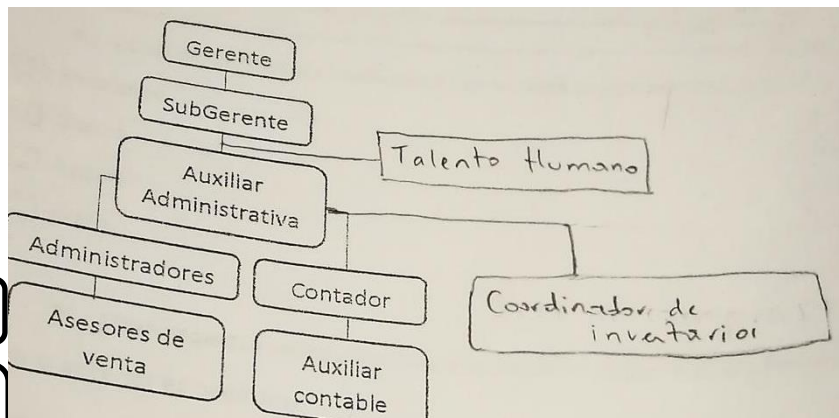 Gerente
SubGerente
Talento Humano
Auxiliar
Administrativa
Administradores
Contador
Coordinador de
inventarios
Asesores de
venta
Auxiliar
contable